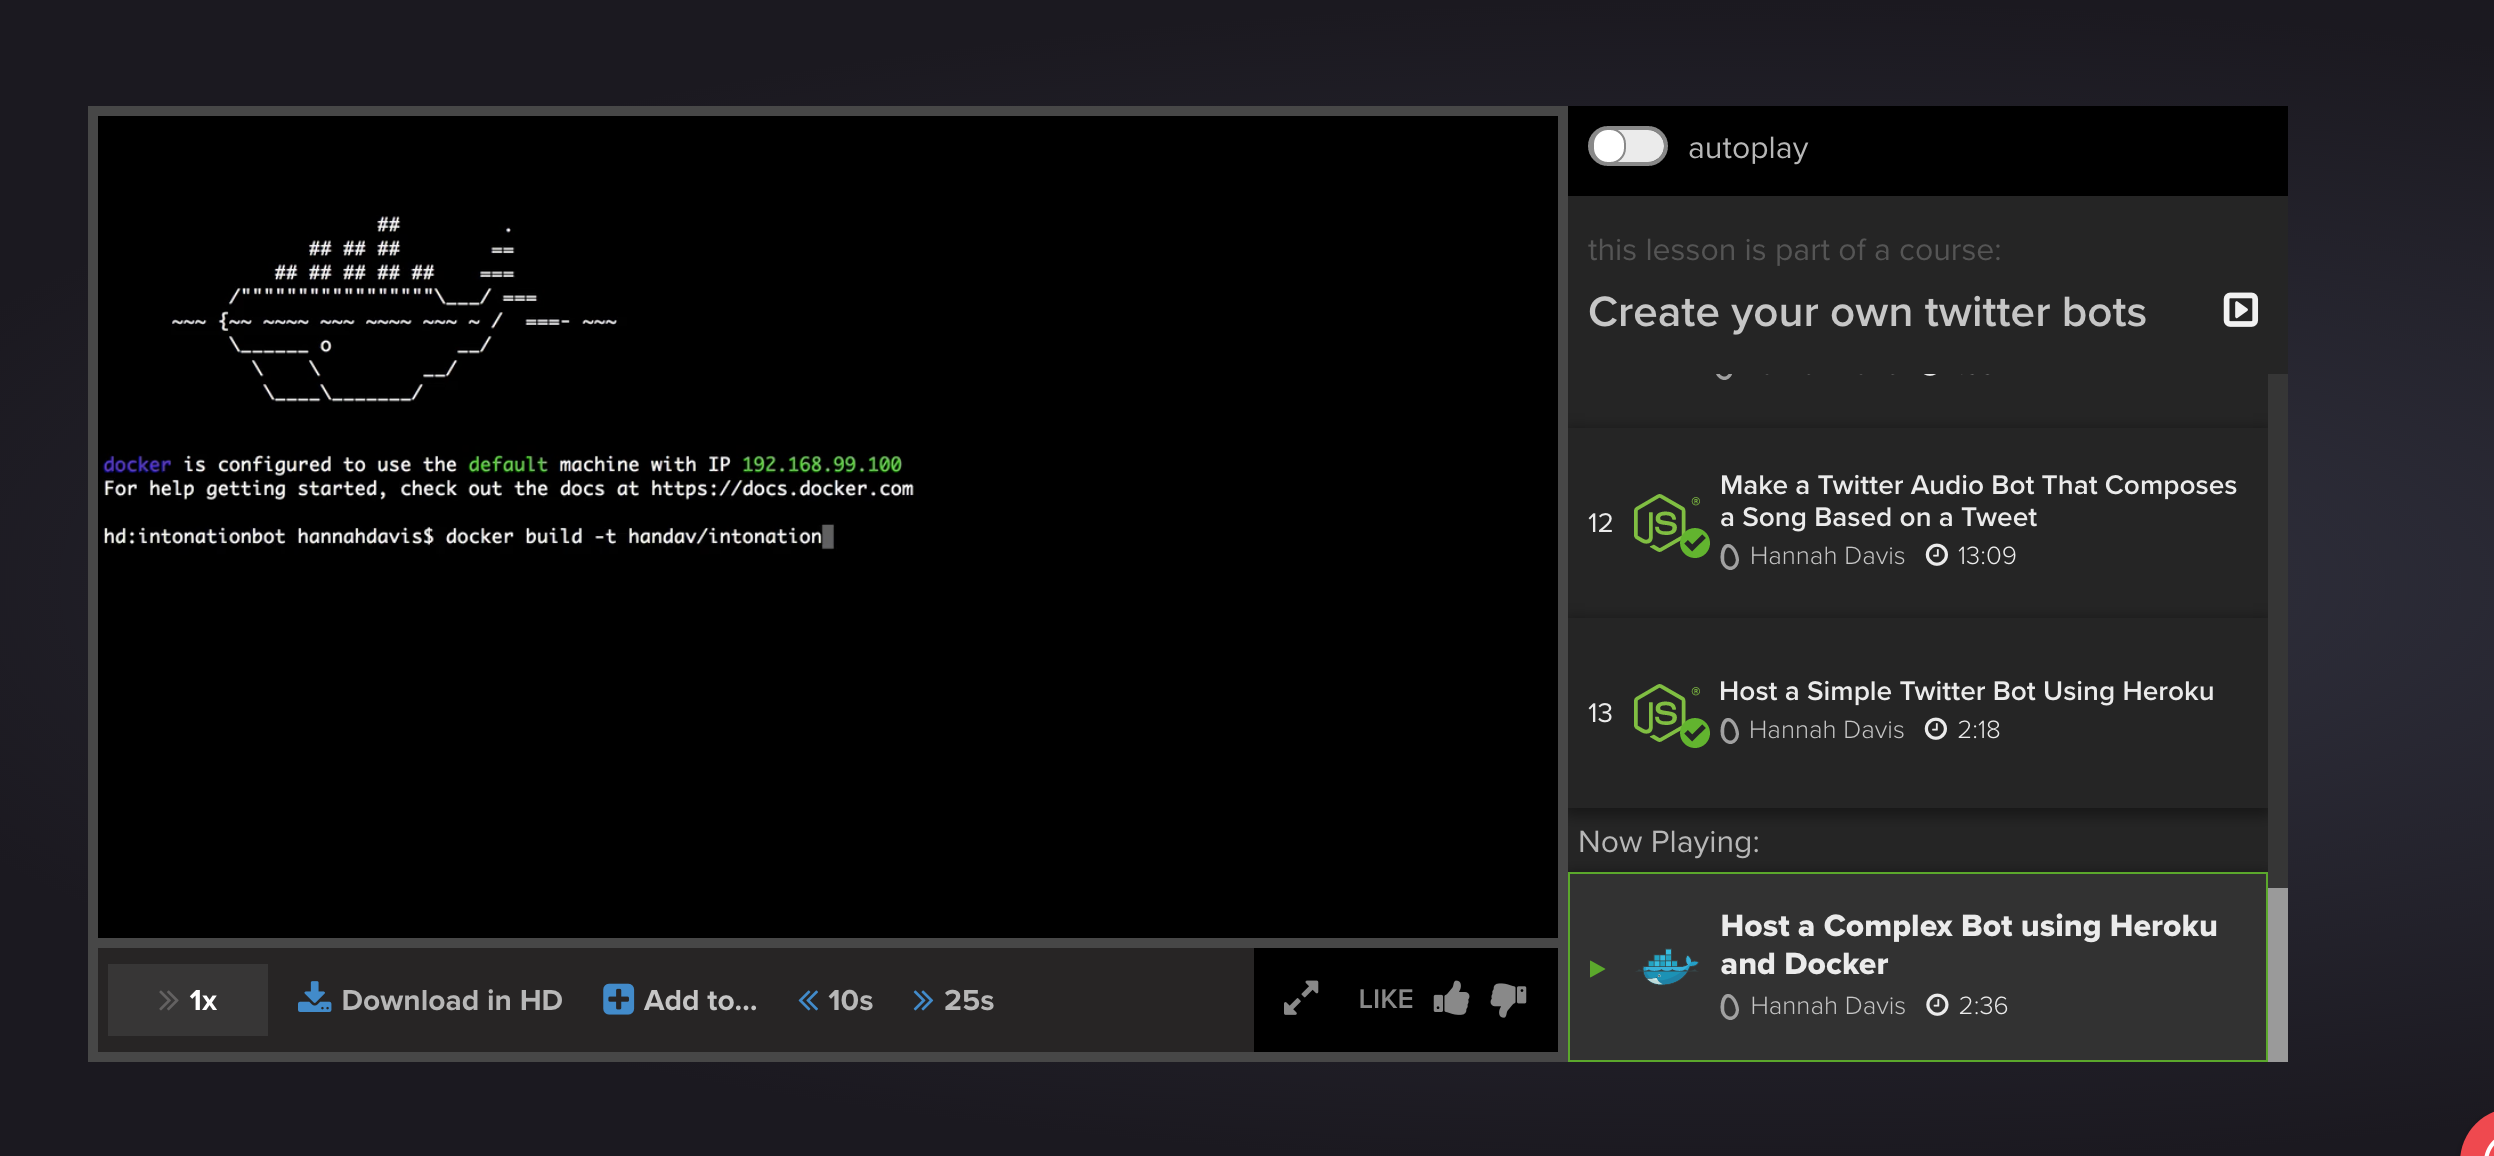 ##         .
## ## ##        ==
## ## ## ## ##    ===
/"""""""""""""""""\___/ ===
~~~ {~~ ~~~~ ~~~ ~~~~ ~~~ ~ /  ===- ~~~
\______ o           __/
\    \         __/
\____\_______/
docker is configured to use the default machine with IP 192.168.99.100
For help getting started, check out the docs at https://docs.docker.com
hd:intonationbot hannahdavis$ docker build -t handav/intonation
1x
Download in HD
Add to...
10s
25s
LIKE
autoplay
this lesson is part of a course:
Create your own twitter bots
12
JS
®
Make a Twitter Audio Bot That Composes
a Song Based on a Tweet
Hannah Davis 13:09
13
JS
®
Host a Simple Twitter Bot Using Heroku
Hannah Davis 2:18
Now Playing:
Host a Complex Bot using Heroku
and Docker
Hannah Davis 2:36